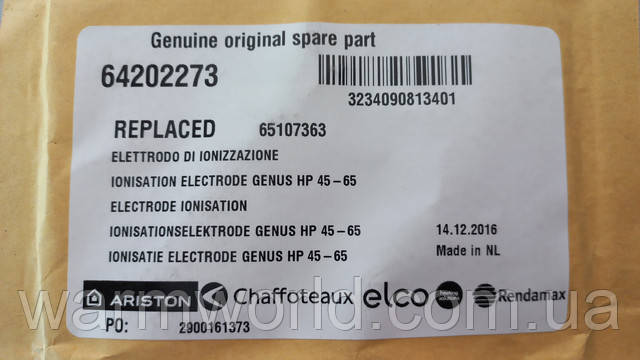 Genuine original spare part
64202273
3234090813401
REPLACED 65107363
ELETTRODO DI IONIZZAZIONE
IONISATION ELECTRODE GENUS HP 45-65
ELECTRODE IONISATION
IONISATIONSELEKTRODE GENUS HP 45-65 14.12.2016
IONISATIE ELECTRODE GENUS HP 45-65 Made in NL
ARISTON Chaffoteaux elco Rendamax
PO: 2900161373
warmworld.com.ua